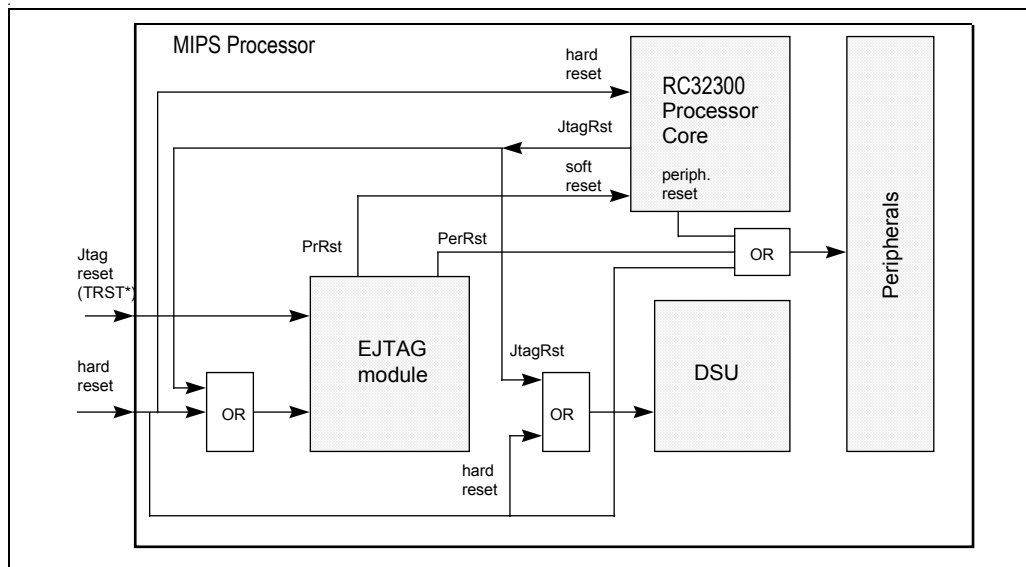 MIPS Processor
hard
reset
RC32300
Processor
Core
JtagRst
soft
reset
periph.
reset
PrRst
PerRst
OR
Peripherals
Jtag
reset
(TRST*)
EJTAG
module
JtagRst
DSU
hard
reset
OR
OR
hard
reset